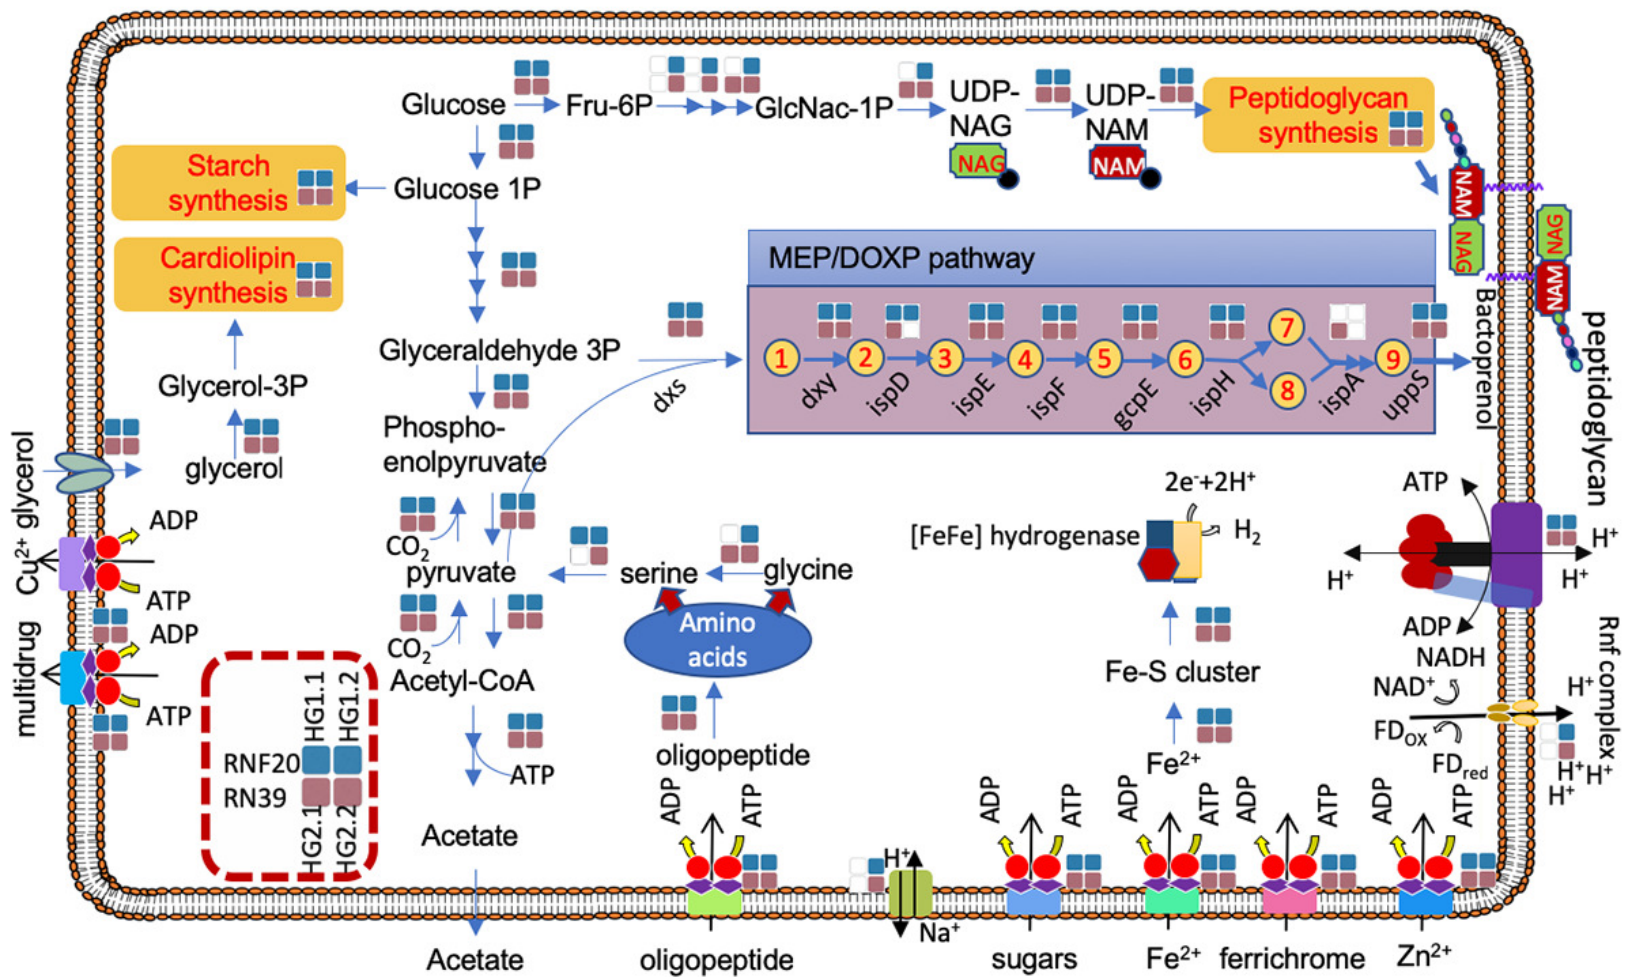 Glucose
Fru-6P
GlcNac-1P
UDP-
NAG
NAG
UDP-
NAM
NAM
Peptidoglycan
synthesis
NAM
NAG
NAG
NAM
peptidoglycan
Starch
synthesis
Glucose 1P
Cardiolipin
synthesis
MEP/DOXP pathway
1
2
3
4
5
6
7
8
9
dxs
dxy
ispD
ispE
ispF
gcpE
ispH
ispA
uppS
Bactoprenol
Glyceraldehyde 3P
Glycerol-3P
glycerol
glycerol
Phospho-
enolpyruvate
CO2
pyruvate
serine
glycine
Amino
acids
oligopeptide
CO2
Acetyl-CoA
ATP
Acetate
Acetate
Cu2+
ADP
ATP
multidrug
ADP
ATP
HG1.1
HG1.2
RNF20
RN39
HG2.1
HG2.2
2e-+2H+
[FeFe] hydrogenase
H2
Fe-S cluster
Fe2+
ATP
H+
H+
H+
ADP
NADH
NAD+
FDOX
FDred
Rnf complex
H+
H+
H+
H+
ADP
ATP
oligopeptide
H+
Na+
ADP
ATP
sugars
ADP
ATP
Fe2+
ADP
ATP
ferrichrome
ADP
ATP
Zn2+